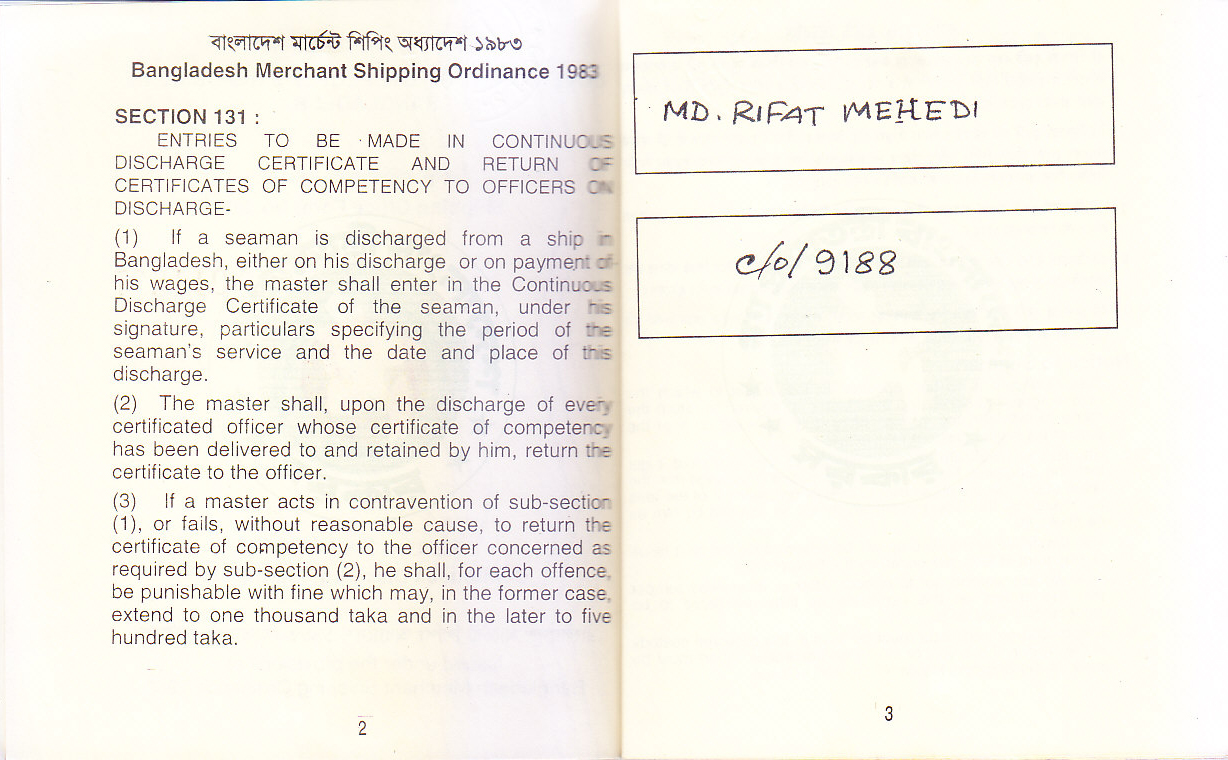 বাংলাদেশ মার্চেন্ট শিপিং অধ্যাদেশ ১৯৮৩
Bangladesh Merchant Shipping Ordinance 1983
SECTION 131 :
ENTRIES TO BE MADE IN CONTINUOUS
DISCHARGE CERTIFICATE AND RETURN OF
CERTIFICATES OF COMPETENCY TO OFFICERS ON
DISCHARGE-
(1) If a seaman is discharged from a ship in
Bangladesh, either on his discharge or on payment of
his wages, the master shall enter in the Continuous
Discharge Certificate of the seaman, under his
signature, particulars specifying the period of the
seaman's service and the date and place of this
discharge.
(2) The master shall, upon the discharge of every
certificated officer whose certificate of competency
has been delivered to and retained by him, return the
certificate to the officer.
(3) If a master acts in contravention of sub-section
(1), or fails, without reasonable cause, to return the
certificate of competency to the officer concerned as
required by sub-section (2), he shall, for each offence,
be punishable with fine which may, in the former case,
extend to one thousand taka and in the later to five
hundred taka.
2
MD. RIFAT MEHEDI
C/O/9188
3